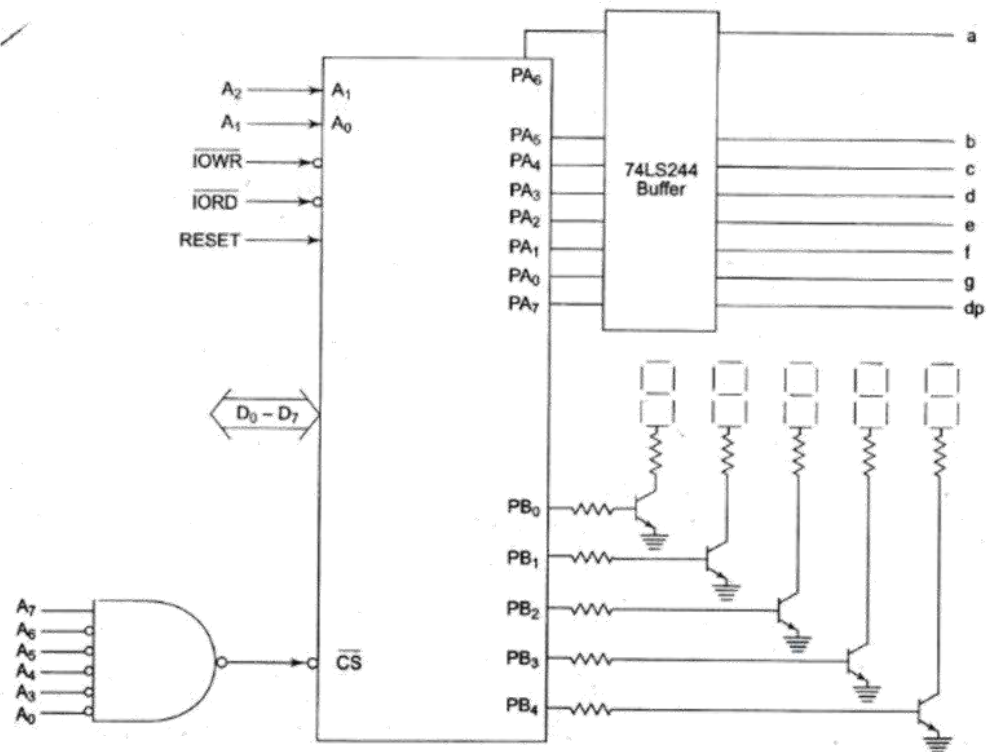 a
PA₆
A₂
A₁
A₁
A₀
PA₅
b
IOWR
PA₄
c
74LS244
Buffer
PA₃
d
IORD
PA₂
e
RESET
PA₁
f
PA₀
g
PA₇
dp
D₀ – D₇
PB₀
PB₁
PB₂
PB₃
PB₄
A₇
A₆
A₅
A₄
A₃
A₀
CS